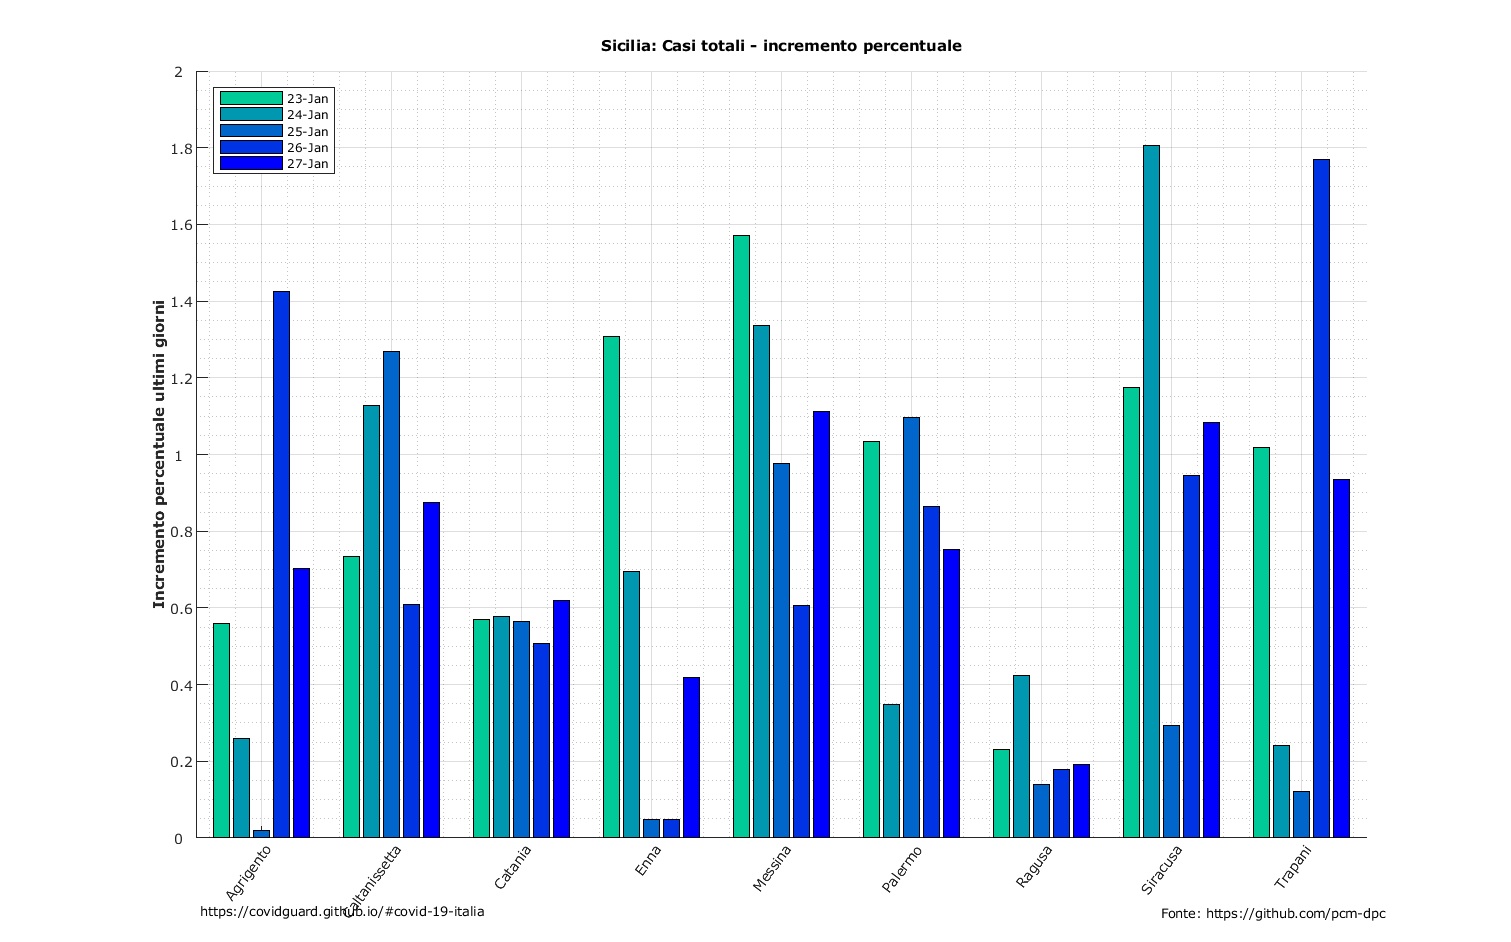 Sicilia: Casi totali - incremento percentuale
2
1.8
1.6
1.4
1.2
1
0.8
0.6
0.4
0.2
0
Incremento percentuale ultimi giorni
23-Jan
24-Jan
25-Jan
26-Jan
27-Jan
Agrigento
Caltanissetta
Catania
Enna
Messina
Palermo
Ragusa
Siracusa
Trapani
https://covidguard.github.io/#covid-19-italia
Fonte: https://github.com/pcm-dpc